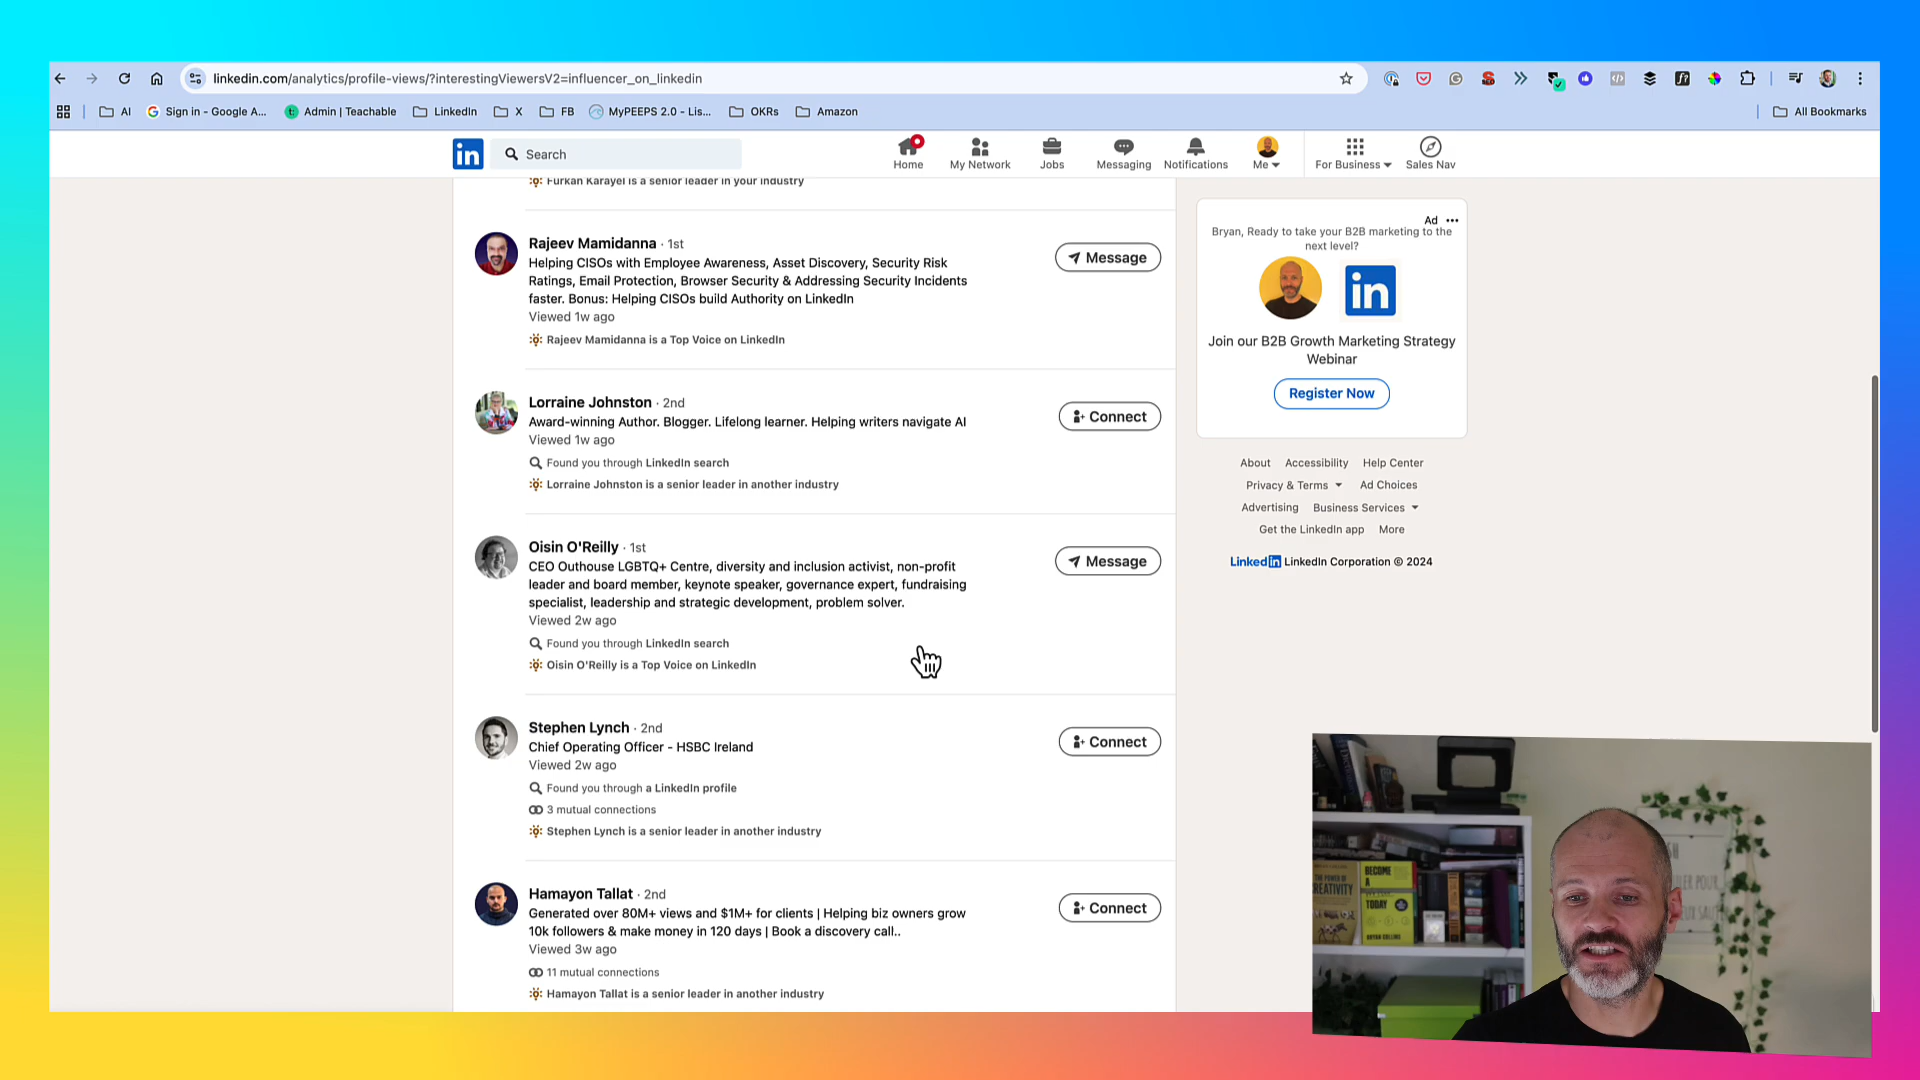 linkedin.com/analytics/profile-views/?interestingViewersV2=influencer_on_linkedin
AI
Sign in - Google A...
Admin | Teachable
LinkedIn
X
FB
MyPEEPS 2.0 - Lis...
OKRs
Amazon
All Bookmarks
in
Search
Home
My Network
Jobs
Messaging
Notifications
Me
For Business
Sales Nav
Furkan Karayel is a senior leader in your industry
Rajeev Mamidanna · 1st
Helping CISOs with Employee Awareness, Asset Discovery, Security Risk
Ratings, Email Protection, Browser Security & Addressing Security Incidents
faster. Bonus: Helping CISOs build Authority on LinkedIn
Viewed 1w ago
Rajeev Mamidanna is a Top Voice on LinkedIn
Message
Lorraine Johnston · 2nd
Award-winning Author. Blogger. Lifelong learner. Helping writers navigate AI
Viewed 1w ago
Found you through LinkedIn search
Lorraine Johnston is a senior leader in another industry
Connect
Oisin O'Reilly · 1st
CEO Outhouse LGBTQ+ Centre, diversity and inclusion activist, non-profit
leader and board member, keynote speaker, governance expert, fundraising
specialist, leadership and strategic development, problem solver.
Viewed 2w ago
Found you through LinkedIn search
Oisin O'Reilly is a Top Voice on LinkedIn
Message
Stephen Lynch · 2nd
Chief Operating Officer - HSBC Ireland
Viewed 2w ago
Found you through a LinkedIn profile
3 mutual connections
Stephen Lynch is a senior leader in another industry
Connect
Hamayon Tallat · 2nd
Generated over 80M+ views and $1M+ for clients | Helping biz owners grow
10k followers & make money in 120 days | Book a discovery call..
Viewed 3w ago
11 mutual connections
Hamayon Tallat is a senior leader in another industry
Connect
Ad
Bryan, Ready to take your B2B marketing to the
next level?
in
Join our B2B Growth Marketing Strategy
Webinar
Register Now
About Accessibility Help Center
Privacy & Terms Ad Choices
Advertising Business Services
Get the LinkedIn app More
LinkedIn LinkedIn Corporation © 2024
THE POWER OF
CREATIVITY
BECOME
A
TODAY
BRYAN COLLINS